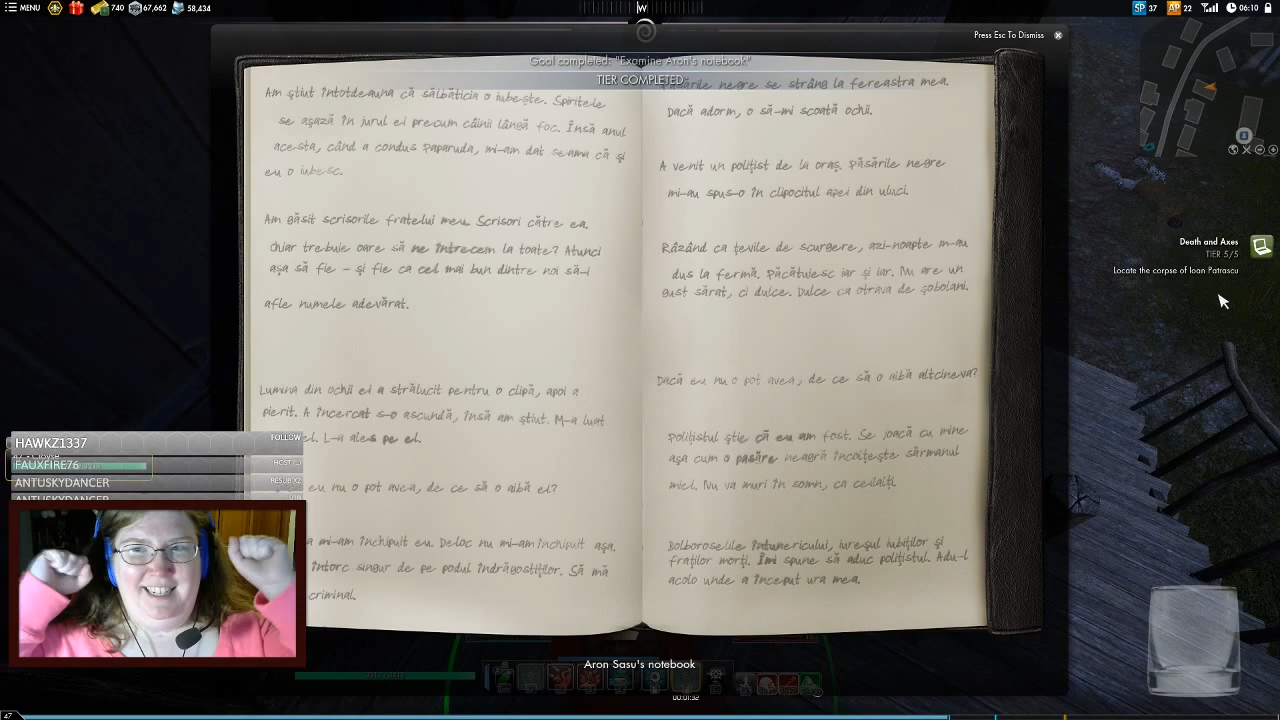 MENU
740
67,662
58,434
W
SP 37
AP 22
06:10
Press Esc To Dismiss
Goal completed: "Examine Aron's notebook"
TIER COMPLETED
Am știut întotdeauna că sălbăticia o iubește. Spiritele
se așază în jurul ei precum câinii lângă foc. Însă anul
acesta, când a condus Paparuda, mi-am dat seama că și
eu o iubesc.
Am găsit scrisorile fratelui meu. Scrisori către ea.
Chiar trebuie oare să ne întrecem la toate? Atunci
așa să fie - și fie ca cel mai bun dintre noi să-i
afle numele adevărat.
Lumina din ochii ei a strălucit pentru o clipă, apoi a
pierit. A încercat s-o ascundă, însă am știut. M-a luat
el. L-a ales pe el.
eu nu o pot avea, de ce să o aibă el?
mi-am închipuit eu. Deloc nu mi-am închipuit așa.
întorc singur de pe podul îndrăgostiților. Să mă
criminal.
Păsările negre se strâng la fereastra mea.
Dacă adorm, o să-mi scoată ochii.
A venit un polițist de la oraș. Păsările negre
mi-au spus-o în clipocitul apei din uluci.
Râzând ca țevile de scurgere, azi-noapte m-au
dus la fermă. Păcătuiesc iar și iar. Nu are un
gust sărat, ci dulce. Dulce ca otrava de șobolani.
Dacă eu nu o pot avea, de ce să o aibă altcineva?
Polițistul știe că eu am fost. Se joacă cu mine
așa cum o pasăre neagră încolțește sărmanul
miel. Nu va muri în somn, ca ceilalți.
Bolboroselile întunericului, iureșul iubiților și
fraților morți. Îmi spune să aduc polițistul. Adu-l
acolo unde a început ura mea.
Death and Axes
TIER 5/5
Locate the corpse of Ioan Patrascu
HAWKZ1337
FOLLOW
FAUXFIRE76
HOST
ANTUSKYDANCER
RESUB X2
ANTUSKYDANCER
Aron Sasu's notebook
00:01:32
47